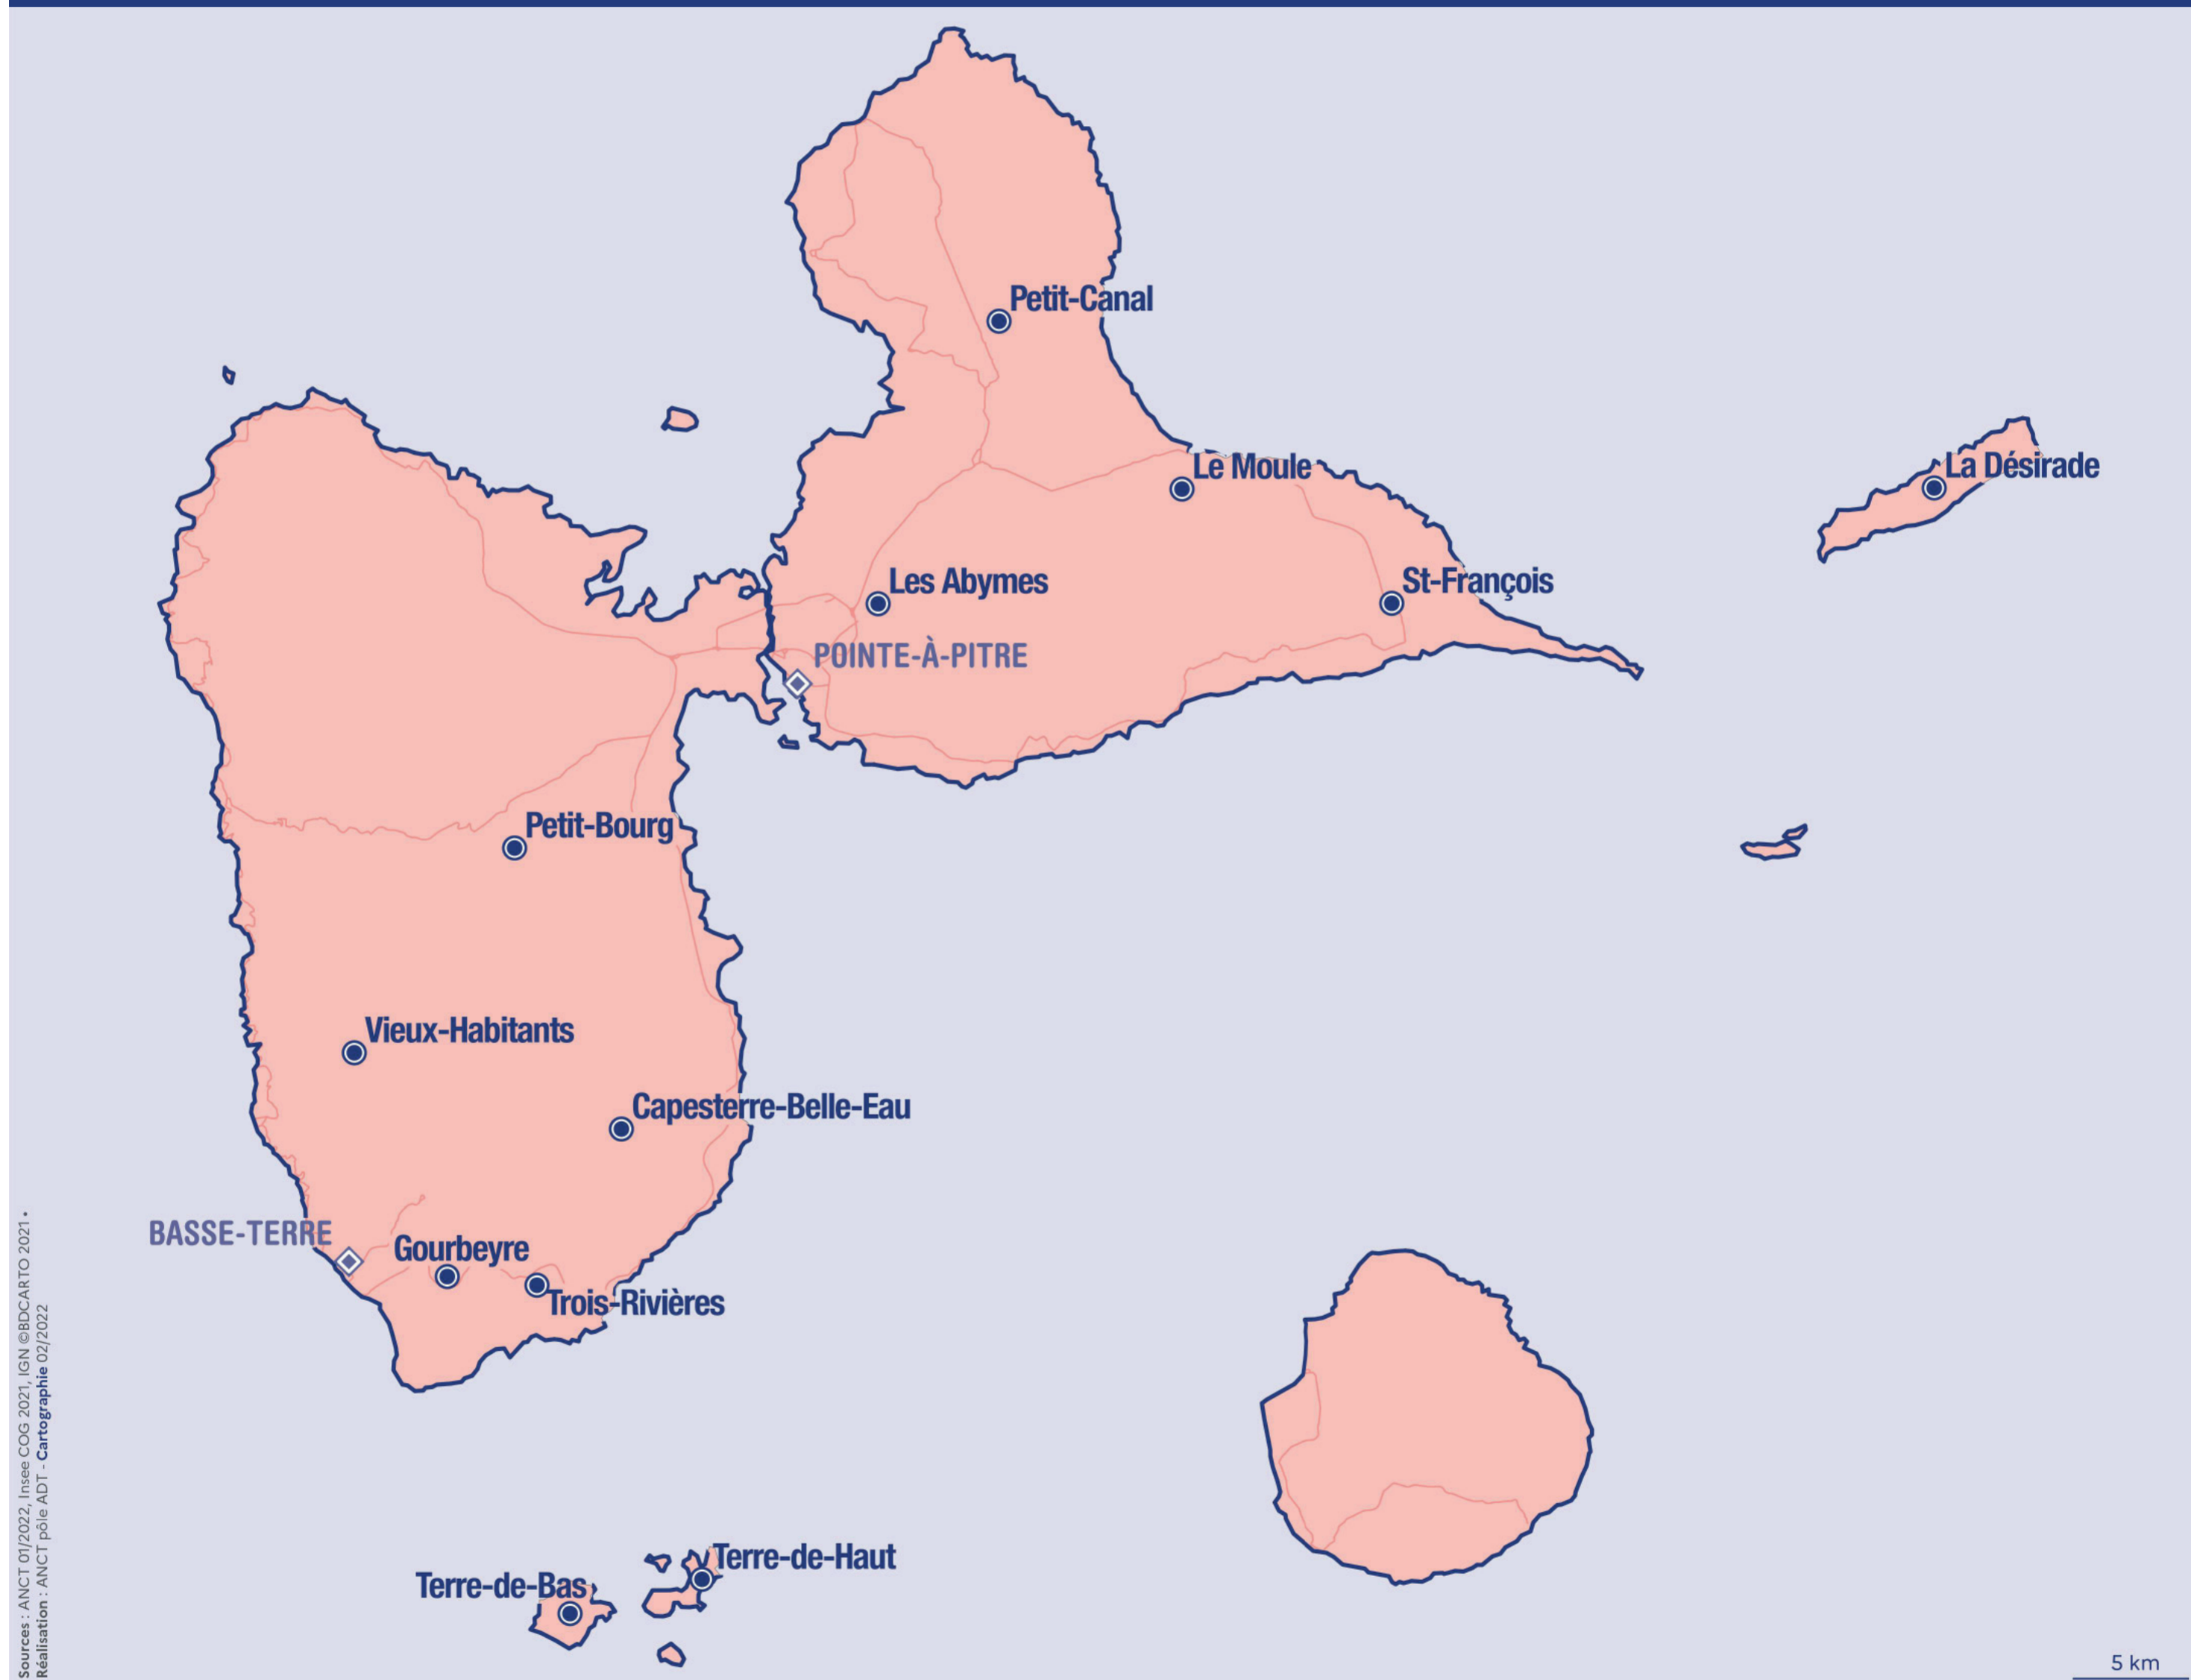 Petit-Canal
Le Moule
La Désirade
Les Abymes
St-François
POINTE-À-PITRE
Petit-Bourg
Vieux-Habitants
Capesterre-Belle-Eau
BASSE-TERRE
Gourbeyre
Trois-Rivières
Terre-de-Haut
Terre-de-Bas
5 km
Sources : ANCT 01/2022, Insee COG 2021, IGN ©BDCARTO 2021 •
Réalisation : ANCT pôle ADT - Cartographie 02/2022